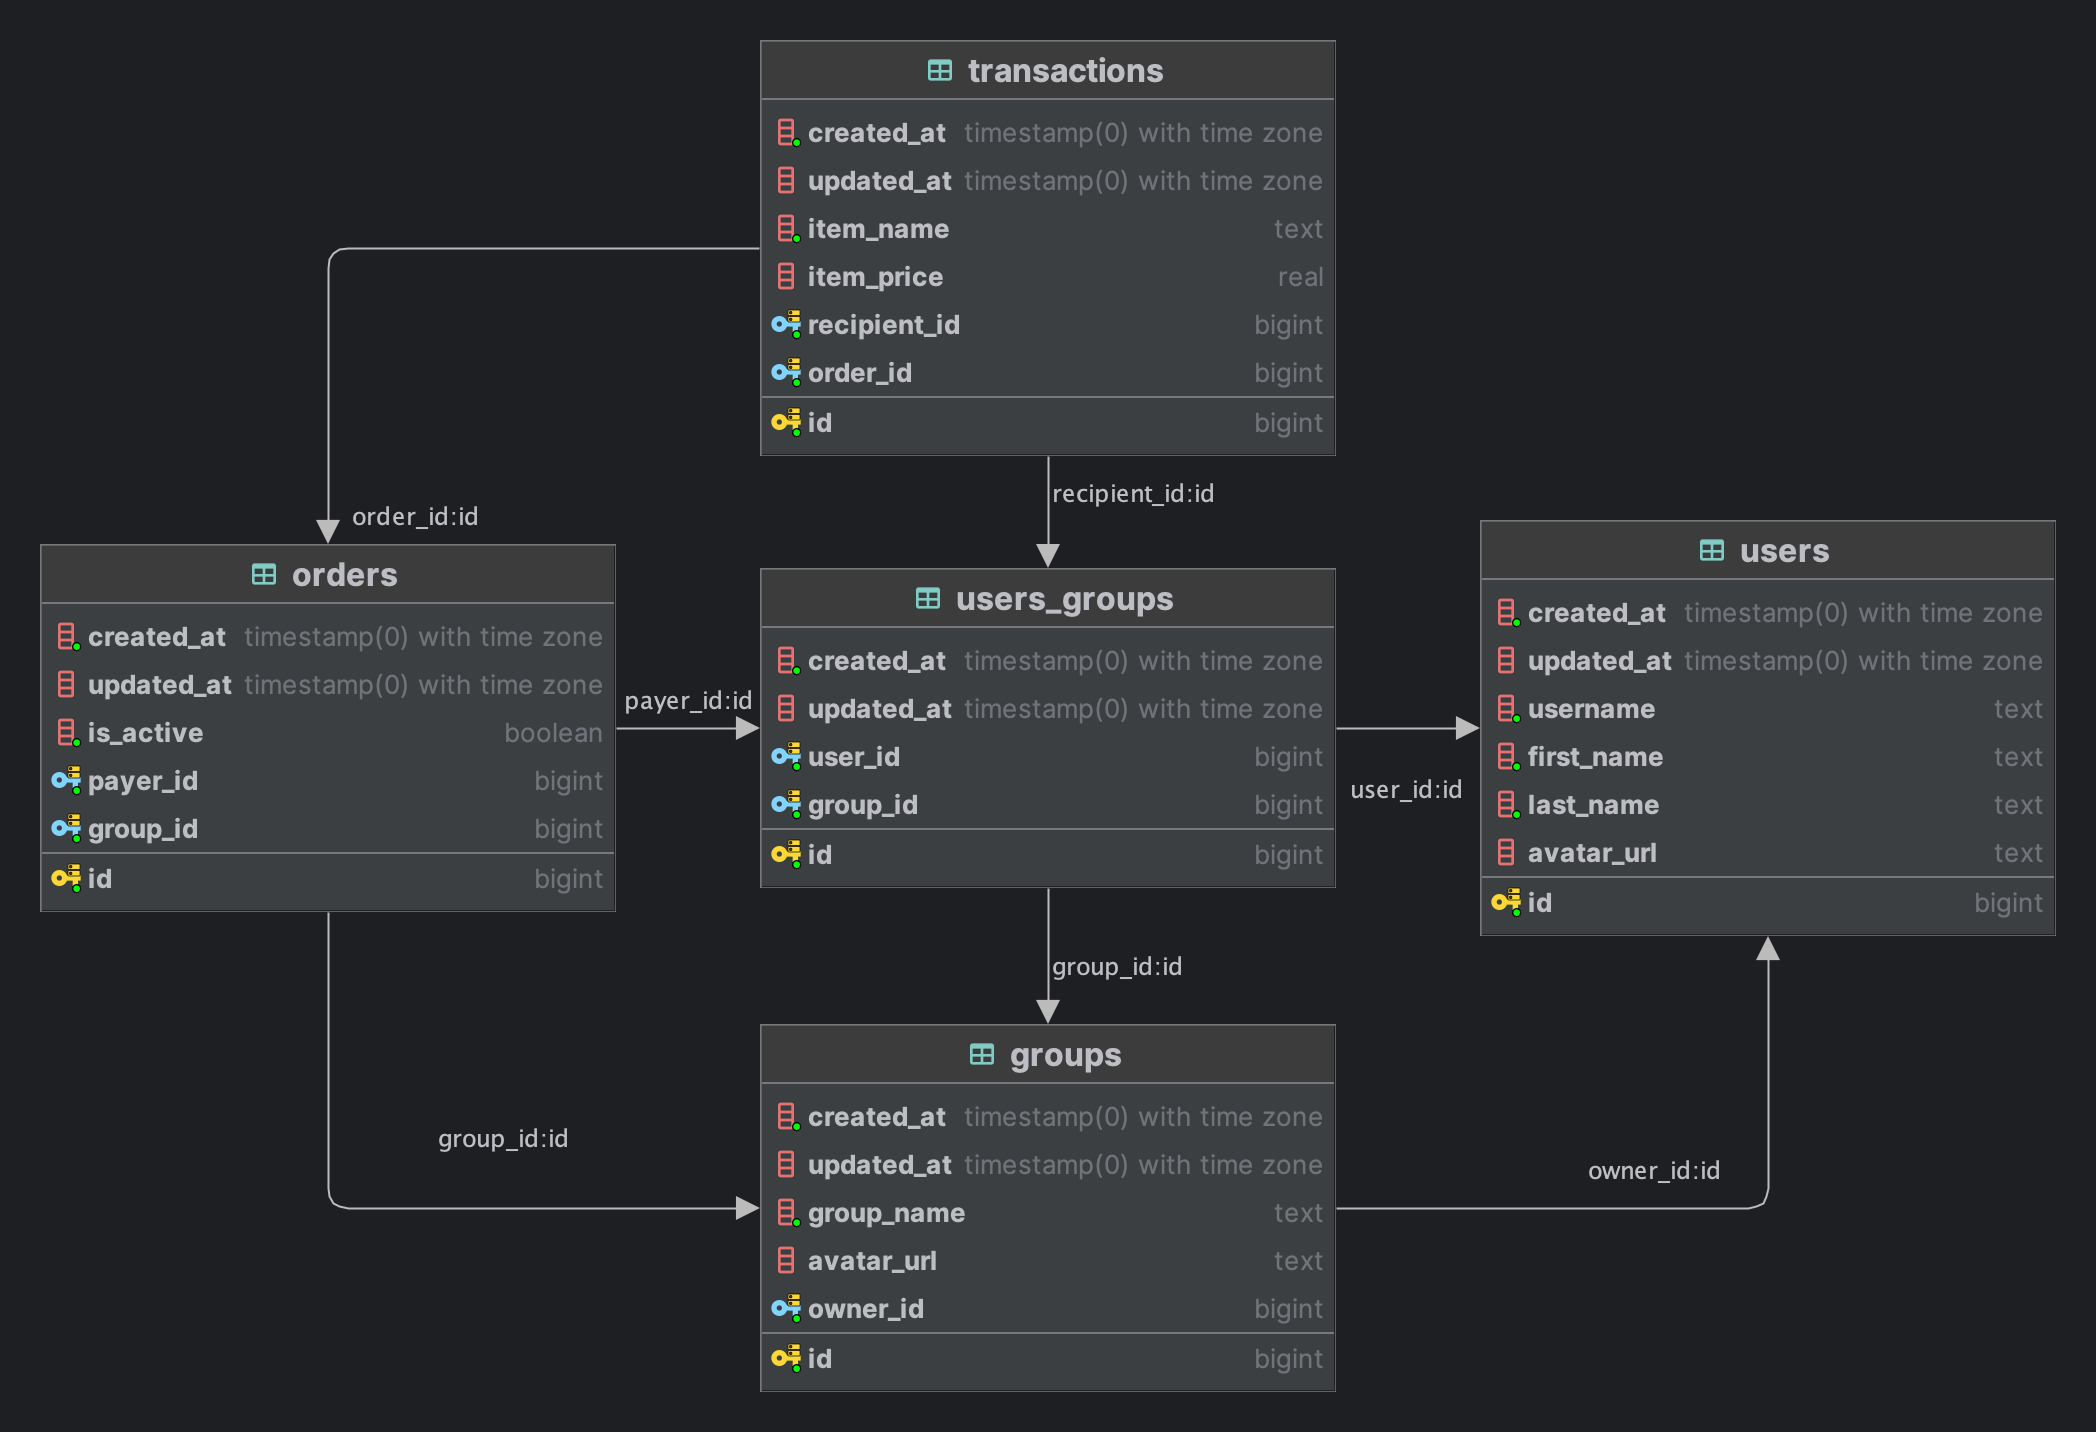 transactions
created_at timestamp(0) with time zone
updated_at timestamp(0) with time zone
item_name text
item_price real
recipient_id bigint
order_id bigint
id bigint
order_id:id
recipient_id:id
orders
created_at timestamp(0) with time zone
updated_at timestamp(0) with time zone
is_active boolean
payer_id bigint
group_id bigint
id bigint
payer_id:id
users_groups
created_at timestamp(0) with time zone
updated_at timestamp(0) with time zone
user_id bigint
group_id bigint
id bigint
user_id:id
users
created_at timestamp(0) with time zone
updated_at timestamp(0) with time zone
username text
first_name text
last_name text
avatar_url text
id bigint
group_id:id
group_id:id
groups
created_at timestamp(0) with time zone
updated_at timestamp(0) with time zone
group_name text
avatar_url text
owner_id bigint
id bigint
owner_id:id